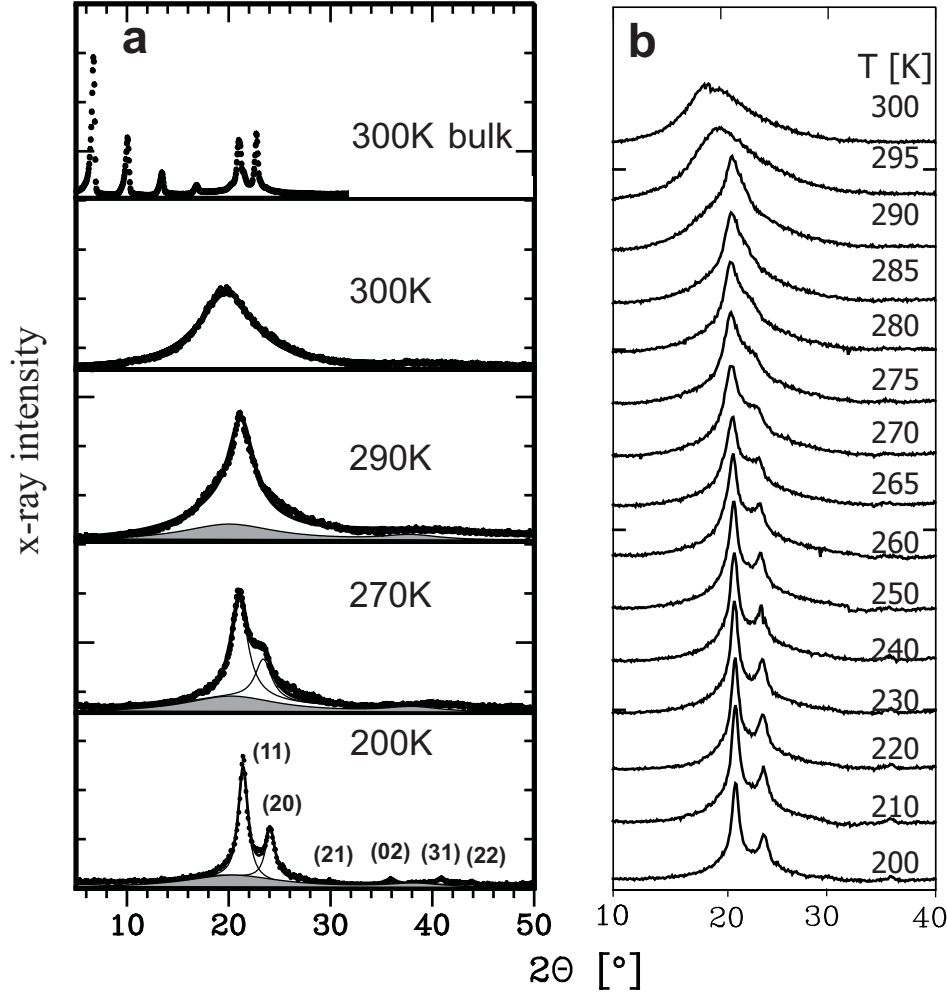 a
300K bulk
300K
290K
270K
200K
(11)
(20)
(21) (02) (31) (22)
10 20 30 40 50
x-ray intensity
b
T [K]
300
295
290
285
280
275
270
265
260
250
240
230
220
210
200
10 20 30 40
2Θ [°]